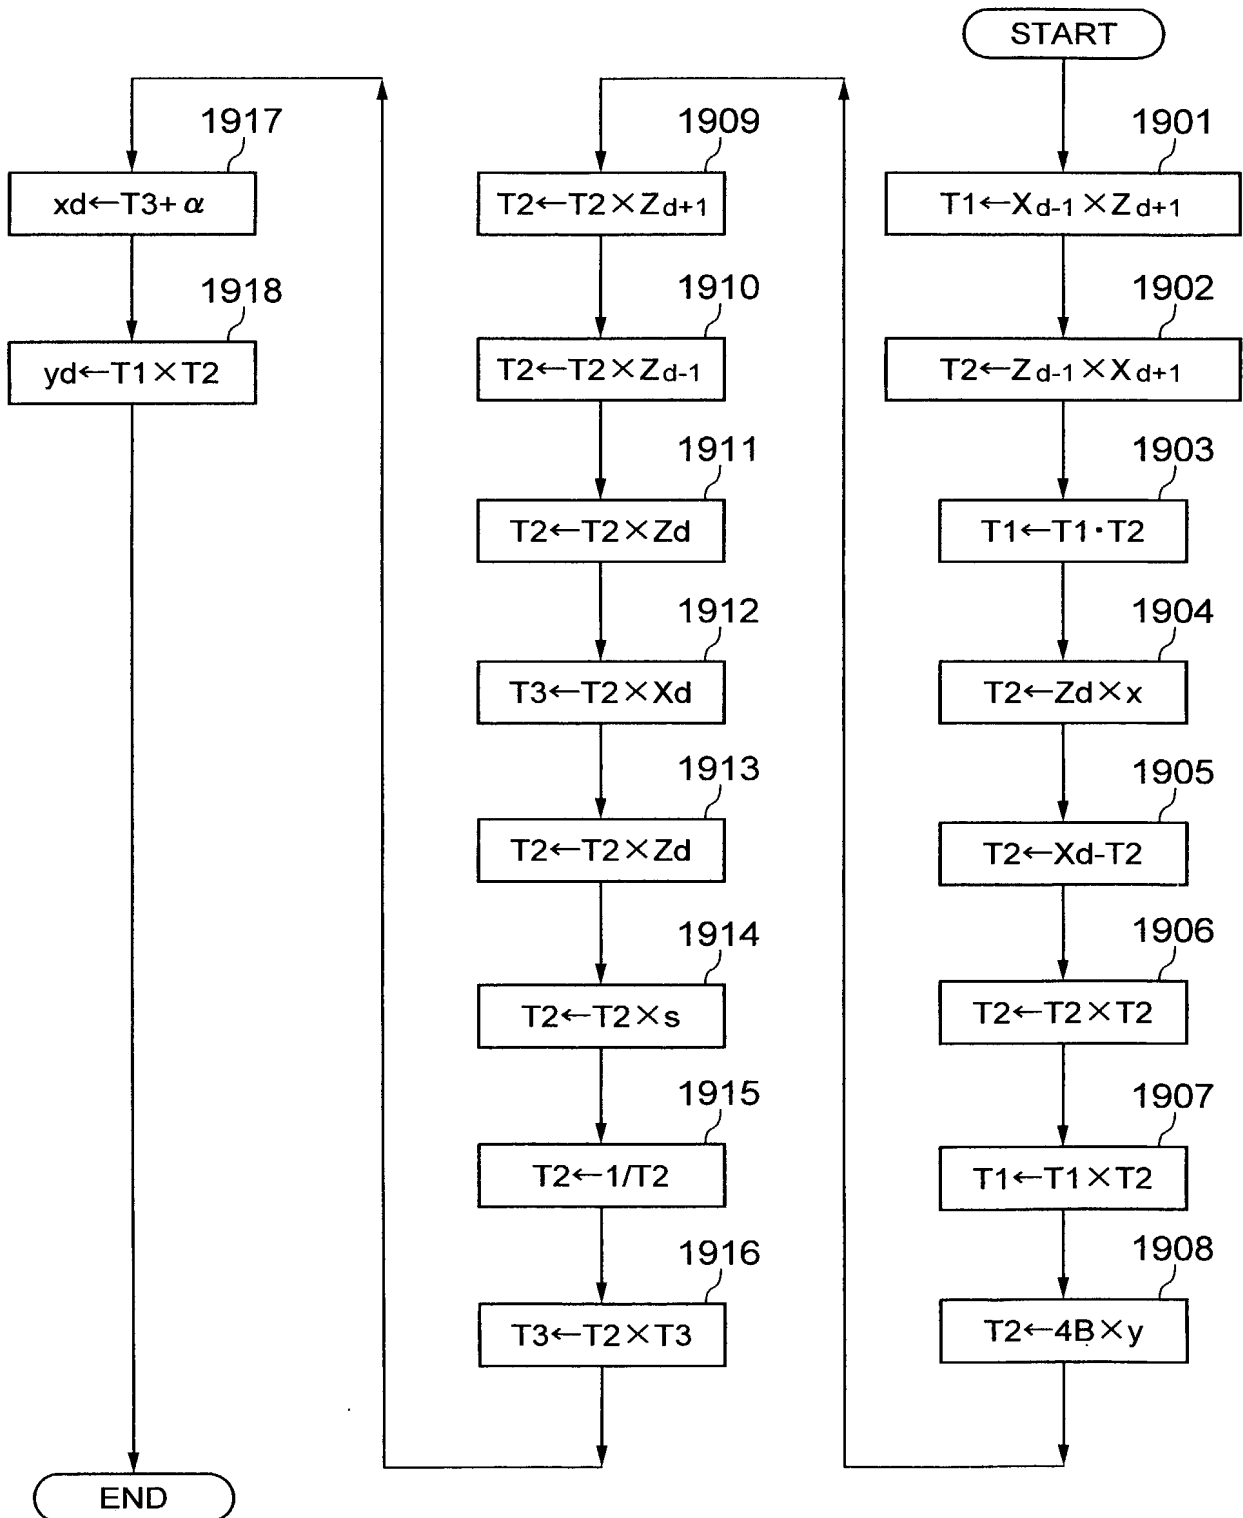 START
1901
T1←Xd-1×Zd+1
1902
T2←Zd-1×Xd+1
1903
T1←T1·T2
1904
T2←Zd×x
1905
T2←Xd-T2
1906
T2←T2×T2
1907
T1←T1×T2
1908
T2←4B×y
1909
T2←T2×Zd+1
1910
T2←T2×Zd-1
1911
T2←T2×Zd
1912
T3←T2×Xd
1913
T2←T2×Zd
1914
T2←T2×s
1915
T2←1/T2
1916
T3←T2×T3
1917
xd←T3+α
1918
yd←T1×T2
END